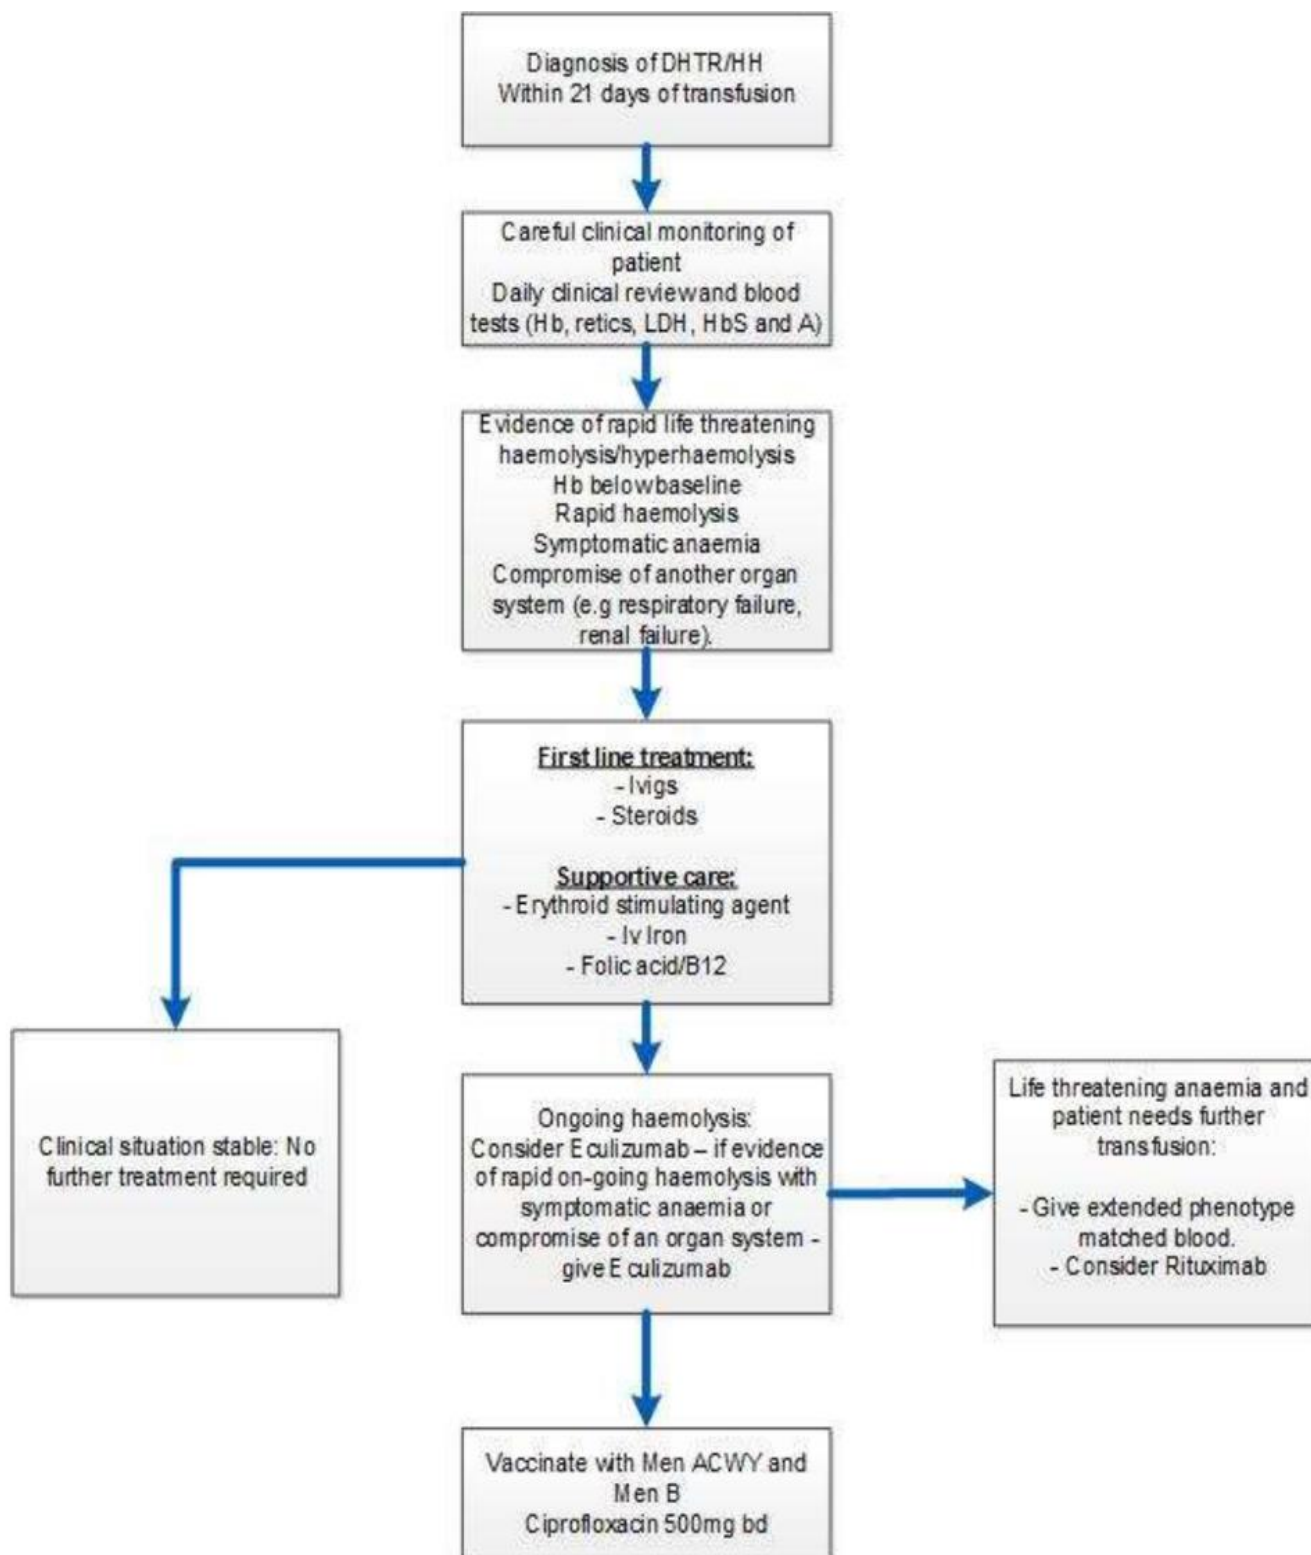 Diagnosis of DHTR/HH
Within 21 days of transfusion
Careful clinical monitoring of
patient
Daily clinical review and blood
tests (Hb, retics, LDH, HbS and A)
Evidence of rapid life threatening
haemolysis/hyperhaemolysis
Hb below baseline
Rapid haemolysis
Symptomatic anaemia
Compromise of another organ
system (e.g respiratory failure,
renal failure).
First line treatment:
- Ivigs
- Steroids
Supportive care:
- Erythroid stimulating agent
- Iv Iron
- Folic acid/B12
Clinical situation stable: No
further treatment required
Ongoing haemolysis:
Consider Eculizumab – if evidence
of rapid on-going haemolysis with
symptomatic anaemia or
compromise of an organ system -
give Eculizumab
Life threatening anaemia and
patient needs further
transfusion:
- Give extended phenotype
matched blood.
- Consider Rituximab
Vaccinate with Men ACWY and
Men B
Ciprofloxacin 500mg bd